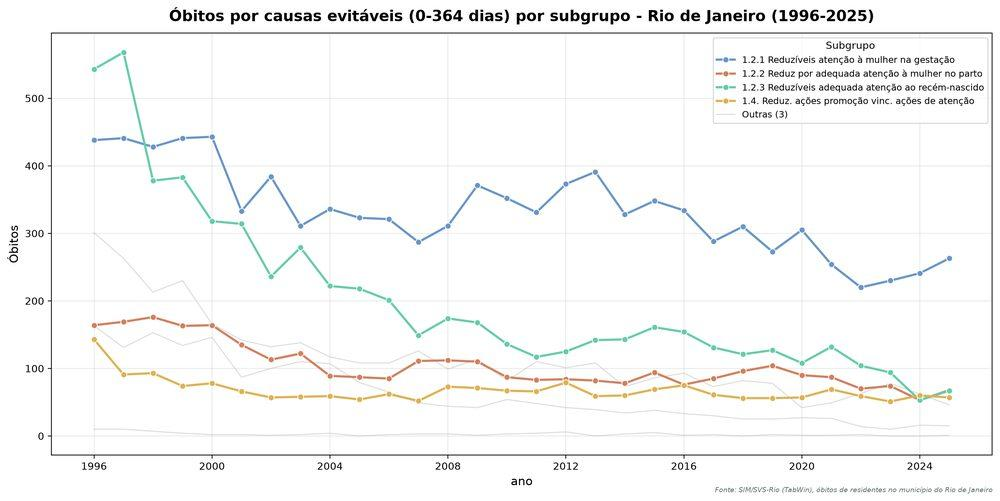 Óbitos por causas evitáveis (0-364 dias) por subgrupo - Rio de Janeiro (1996-2025)
Subgrupo
1.2.1 Reduzíveis atenção à mulher na gestação
1.2.2 Reduz por adequada atenção à mulher no parto
1.2.3 Reduzíveis adequada atenção ao recém-nascido
1.4. Reduz. ações promoção vinc. ações de atenção
Outras (3)
Óbitos
500
400
300
200
100
0
1996
2000
2004
2008
2012
2016
2020
2024
ano
Fonte: SIM/SVS-Rio (TabWin), óbitos de residentes no município do Rio de Janeiro